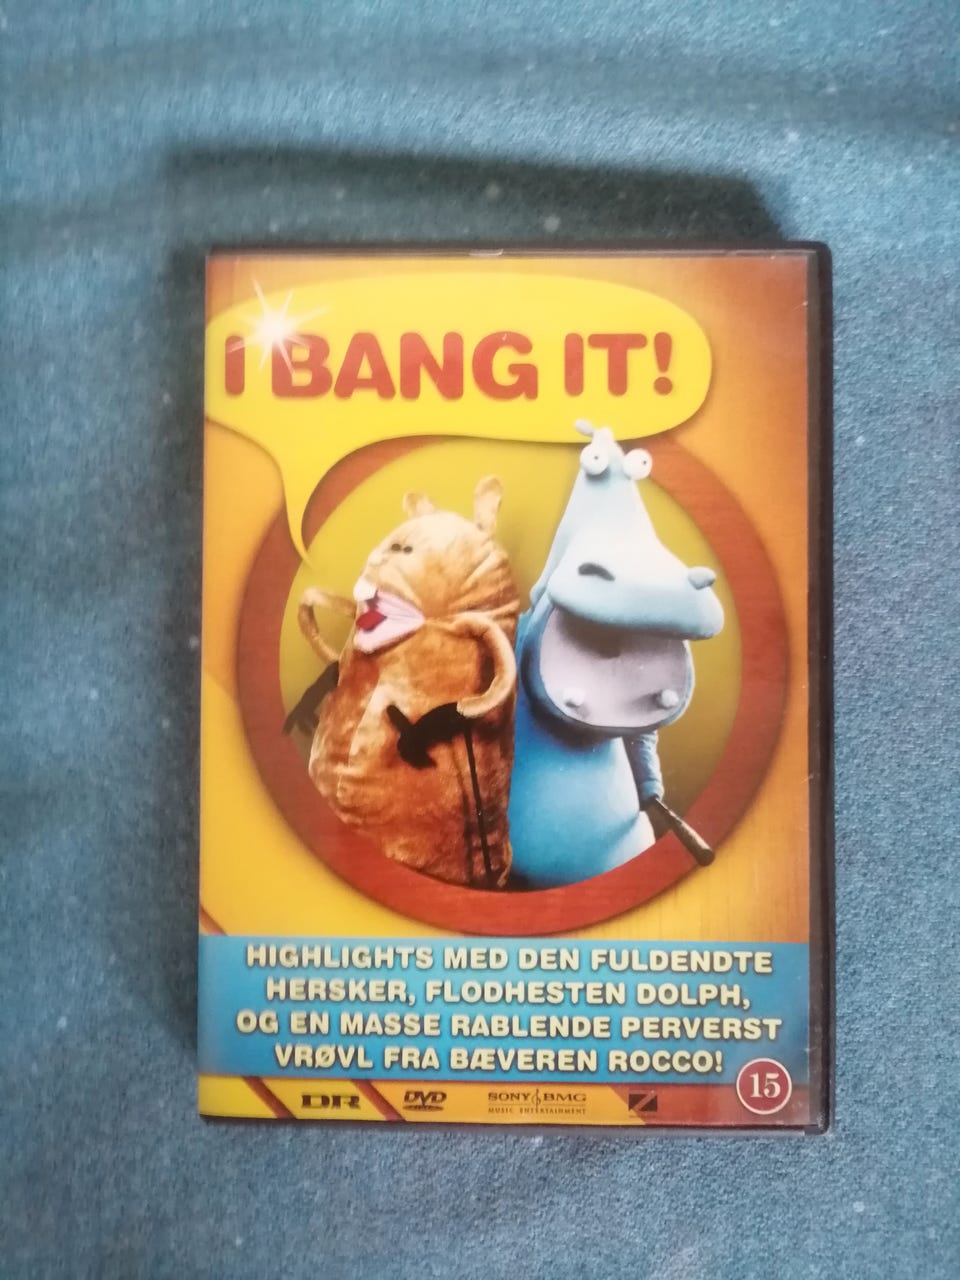 I BANG IT!
HIGHLIGHTS MED DEN FULDENDTE
HERSKER, FLODHESTEN DOLPH,
OG EN MASSE RABLENDE PERVERST
VRØVL FRA BÆVEREN ROCCO!
15
DR DVD SONY BMG
MUSIC ENTERTAINMENT